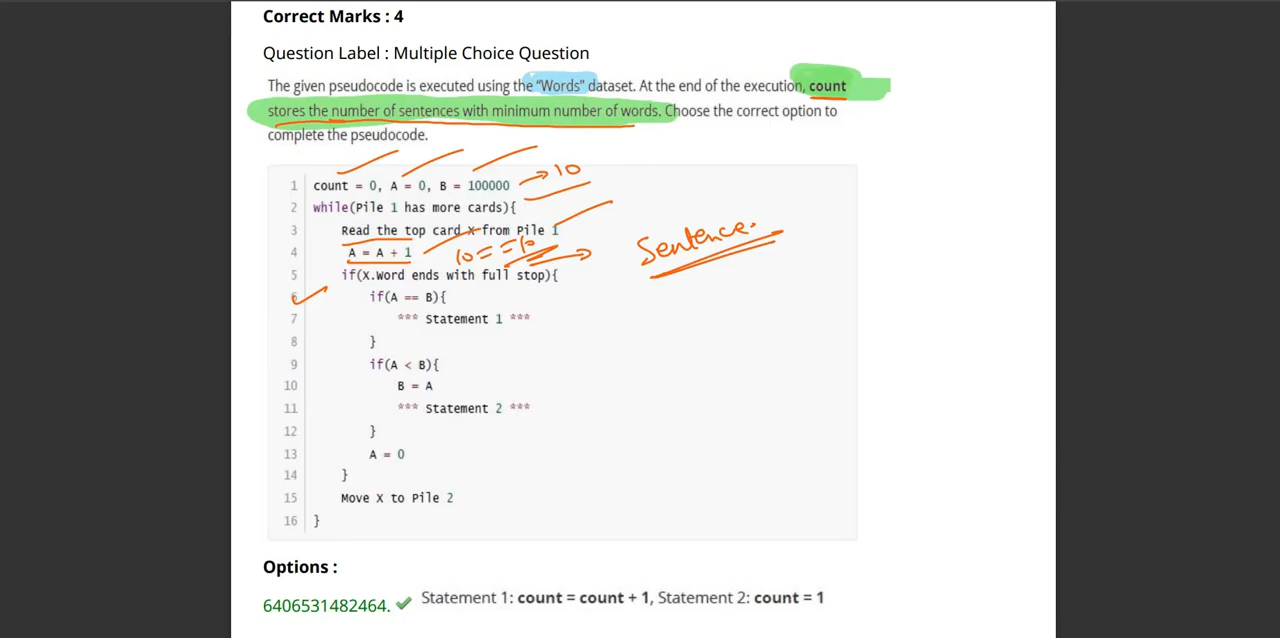 Correct Marks : 4
Question Label : Multiple Choice Question
The given pseudocode is executed using the “Words” dataset. At the end of the execution, count
stores the number of sentences with minimum number of words. Choose the correct option to
complete the pseudocode.
1 count = 0, A = 0, B = 100000 → 10
2 while(Pile 1 has more cards){
3 Read the top card X from Pile 1
4 A = A + 1 10 == 10 → Sentence.
5 if(X.Word ends with full stop){
6 if(A == B){
7 *** Statement 1 ***
8 }
9 if(A < B){
10 B = A
11 *** Statement 2 ***
12 }
13 A = 0
14 }
15 Move X to Pile 2
16 }
Options :
6406531482464. ✔ Statement 1: count = count + 1, Statement 2: count = 1